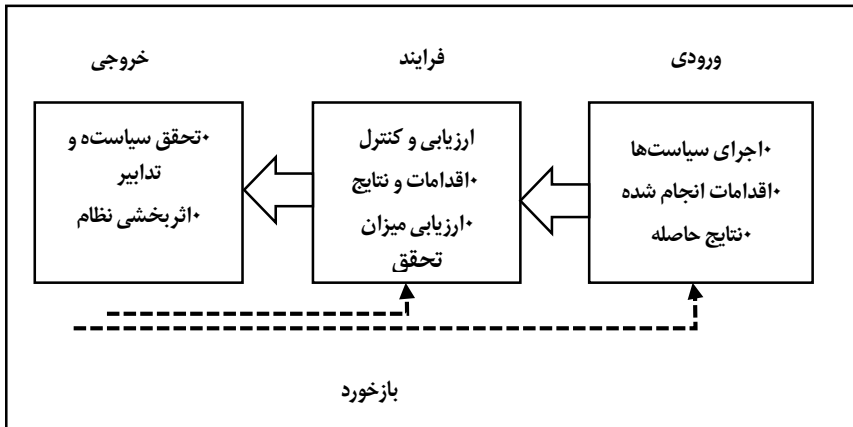 ورودی
فرایند
خروجی
•اجرای سیاست‌ها
•اقدامات انجام شده
•نتایج حاصله
ارزیابی و کنترل
•اقدامات و نتایج
•ارزیابی میزان
تحقق
•تحقق سیاست‌ه و
تدابیر
•اثربخشی نظام
بازخورد